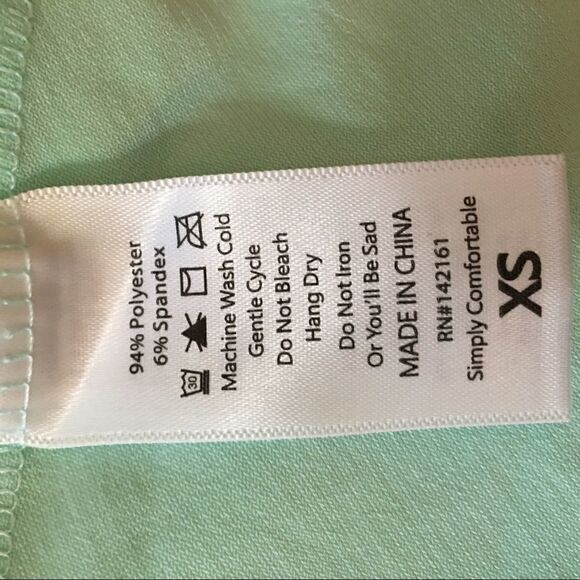 94% Polyester
6% Spandex
30
Machine Wash Cold
Gentle Cycle
Do Not Bleach
Hang Dry
Do Not Iron
Or You'll Be Sad
MADE IN CHINA
RN#142161
Simply Comfortable
XS